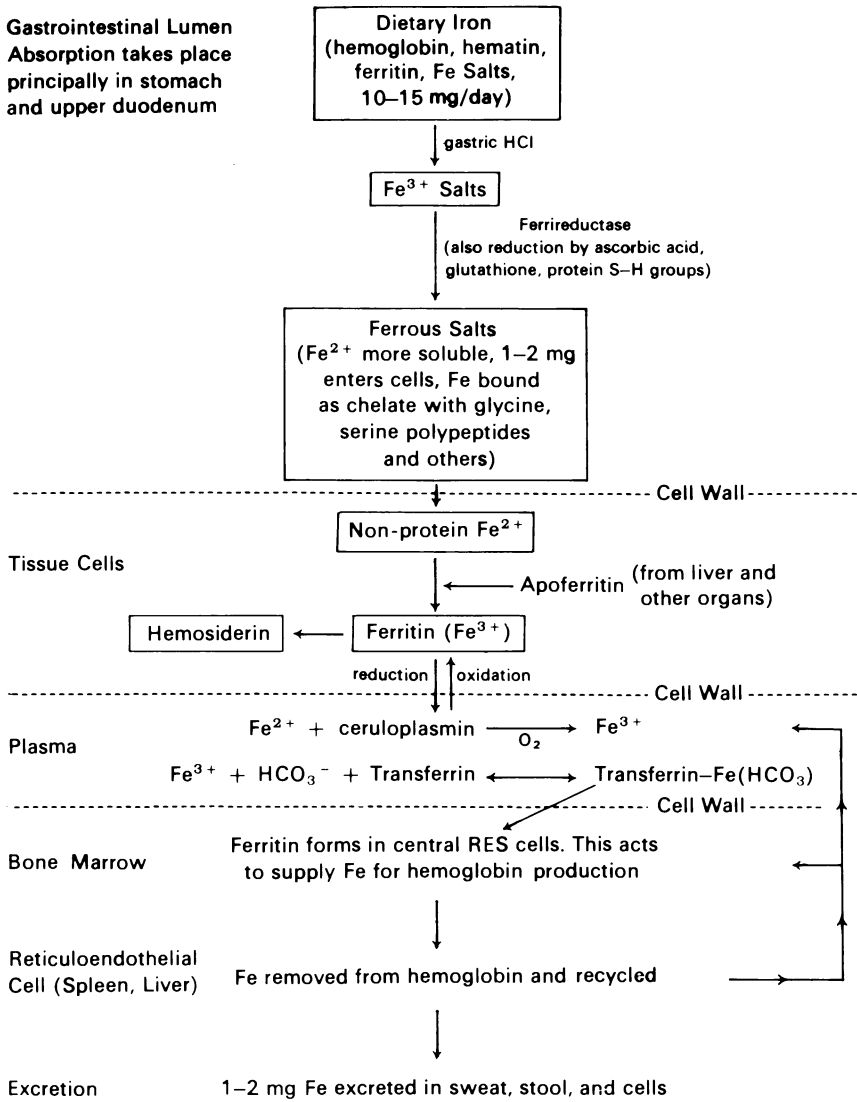 Gastrointestinal Lumen
Absorption takes place
principally in stomach
and upper duodenum
Dietary Iron
(hemoglobin, hematin,
ferritin, Fe Salts,
10–15 mg/day)
gastric HCl
Fe³⁺ Salts
Ferrireductase
(also reduction by ascorbic acid,
glutathione, protein S–H groups)
Ferrous Salts
(Fe²⁺ more soluble, 1–2 mg
enters cells, Fe bound
as chelate with glycine,
serine polypeptides
and others)
Cell Wall
Non-protein Fe²⁺
Tissue Cells
Apoferritin (from liver and
other organs)
Hemosiderin
Ferritin (Fe³⁺)
reduction
oxidation
Cell Wall
Plasma
Fe²⁺ + ceruloplasmin
O₂
Fe³⁺
Fe³⁺ + HCO₃⁻ + Transferrin
Transferrin–Fe(HCO₃)
Cell Wall
Bone Marrow
Ferritin forms in central RES cells. This acts
to supply Fe for hemoglobin production
Reticuloendothelial
Cell (Spleen, Liver)
Fe removed from hemoglobin and recycled
Excretion
1–2 mg Fe excreted in sweat, stool, and cells